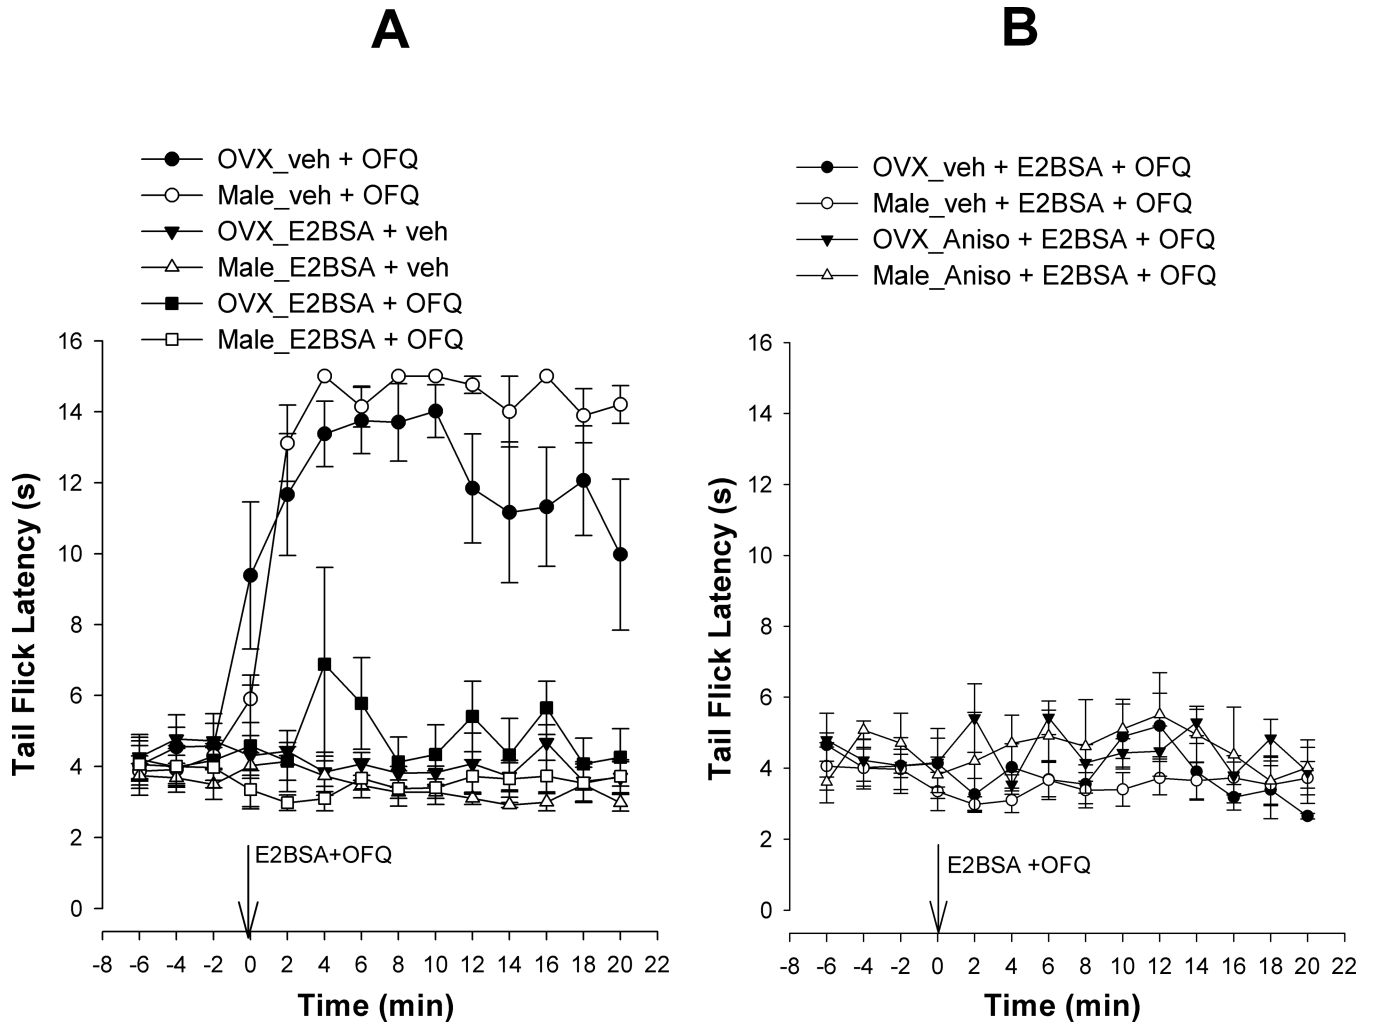 A
OVX_veh + OFQ
Male_veh + OFQ
OVX_E2BSA + veh
Male_E2BSA + veh
OVX_E2BSA + OFQ
Male_E2BSA + OFQ
16
14
12
10
8
6
4
2
0
Tail Flick Latency (s)
E2BSA+OFQ
-8 -6 -4 -2 0 2 4 6 8 10 12 14 16 18 20 22
Time (min)
B
OVX_veh + E2BSA + OFQ
Male_veh + E2BSA + OFQ
OVX_Aniso + E2BSA + OFQ
Male_Aniso + E2BSA + OFQ
16
14
12
10
8
6
4
2
0
Tail Flick Latency (s)
E2BSA +OFQ
-8 -6 -4 -2 0 2 4 6 8 10 12 14 16 18 20 22
Time (min)